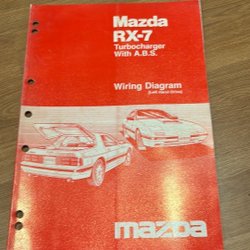 Mazda
RX-7
Turbocharger
With A.B.S.
Wiring Diagram
(Left Hand Drive)
mazda